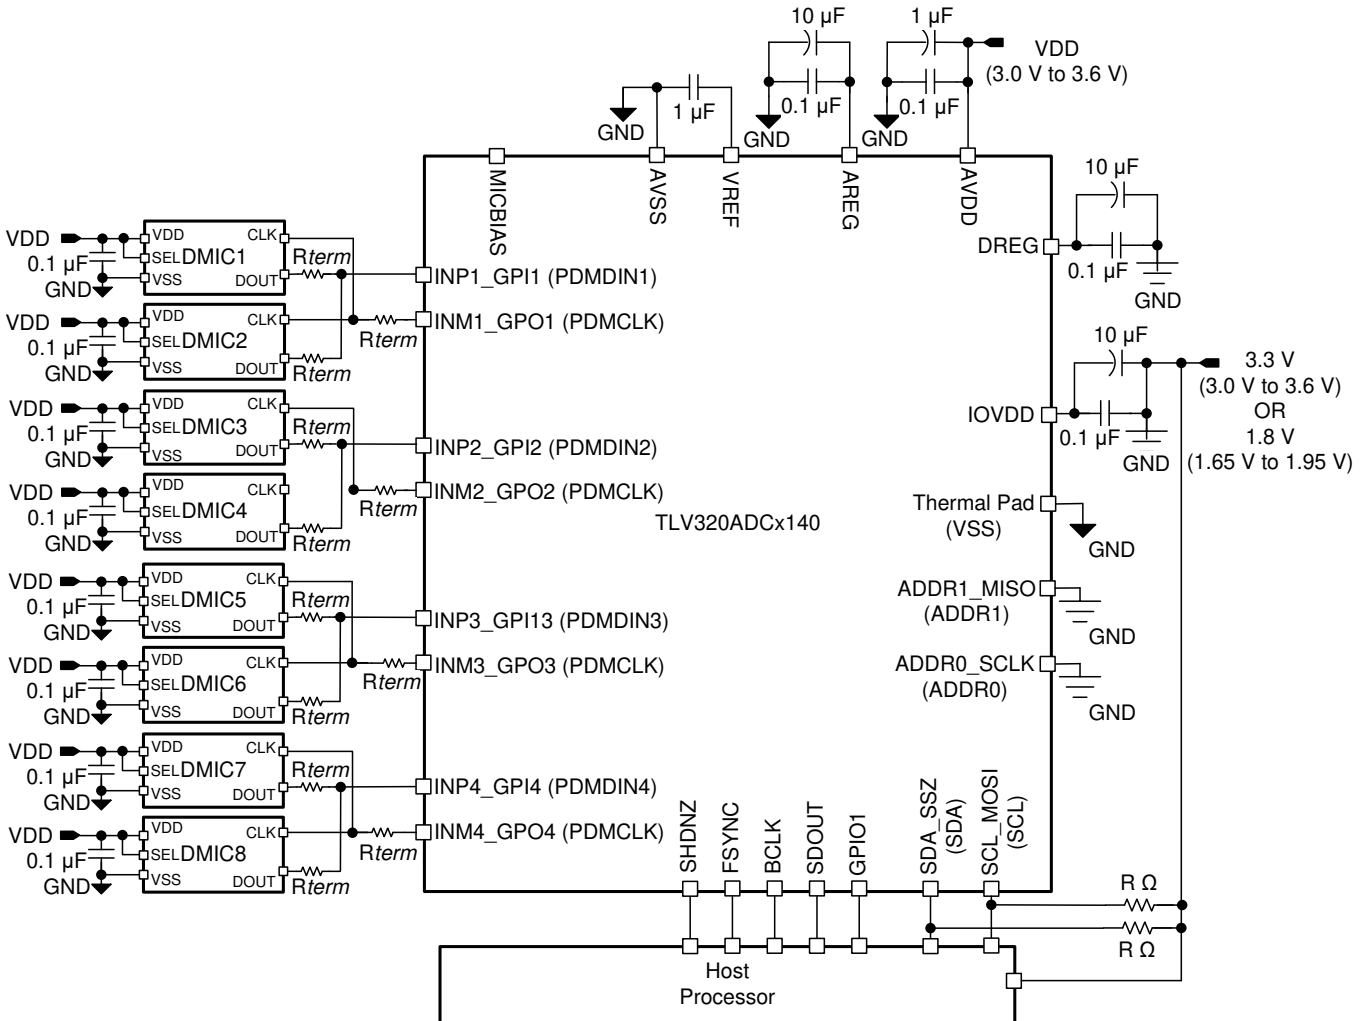 10 µF
1 µF
VDD
(3.0 V to 3.6 V)
1 µF
0.1 µF
0.1 µF
GND
GND
GND
MICBIAS
AVSS
VREF
AREG
AVDD
10 µF
DREG
0.1 µF
GND
VDD
0.1 µF
GND
VDD
SEL
VSS
DMIC1
CLK
DOUT
Rterm
INP1_GPI1 (PDMDIN1)
VDD
0.1 µF
GND
VDD
SEL
VSS
DMIC2
CLK
DOUT
Rterm
Rterm
INM1_GPO1 (PDMCLK)
10 µF
3.3 V
(3.0 V to 3.6 V)
OR
1.8 V
(1.65 V to 1.95 V)
IOVDD
0.1 µF
GND
VDD
0.1 µF
GND
VDD
SEL
VSS
DMIC3
CLK
DOUT
Rterm
INP2_GPI2 (PDMDIN2)
VDD
0.1 µF
GND
VDD
SEL
VSS
DMIC4
CLK
DOUT
Rterm
Rterm
INM2_GPO2 (PDMCLK)
TLV320ADCx140
Thermal Pad
(VSS)
GND
VDD
0.1 µF
GND
VDD
SEL
VSS
DMIC5
CLK
DOUT
Rterm
INP3_GPI13 (PDMDIN3)
ADDR1_MISO
(ADDR1)
GND
VDD
0.1 µF
GND
VDD
SEL
VSS
DMIC6
CLK
DOUT
Rterm
Rterm
INM3_GPO3 (PDMCLK)
ADDR0_SCLK
(ADDR0)
GND
VDD
0.1 µF
GND
VDD
SEL
VSS
DMIC7
CLK
DOUT
Rterm
INP4_GPI4 (PDMDIN4)
VDD
0.1 µF
GND
VDD
SEL
VSS
DMIC8
CLK
DOUT
Rterm
Rterm
INM4_GPO4 (PDMCLK)
SHDNZ
FSYNC
BCLK
SDOUT
GPIO1
SDA_SSZ
(SDA)
SCL_MOSI
(SCL)
R Ω
R Ω
Host
Processor